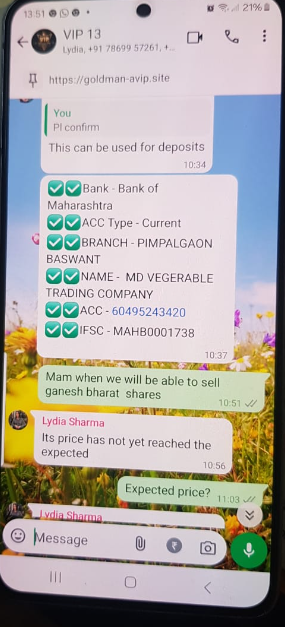 13:51
21%
VIP 13
Lydia, +91 78699 57261, +...
https://goldman-avip.site
You
Pl confirm
This can be used for deposits
10:34
✅✅Bank - Bank of
Maharashtra
✅✅ACC Type - Current
✅✅BRANCH - PIMPALGAON
BASWANT
✅✅NAME - MD VEGERABLE
TRADING COMPANY
✅✅ACC - 60495243420
✅✅IFSC - MAHB0001738
10:37
Mam when we will be able to sell
ganesh bharat shares
10:51
Lydia Sharma
Its price has not yet reached the
expected
10:56
Expected price?
11:03
Lydia Sharma
Message